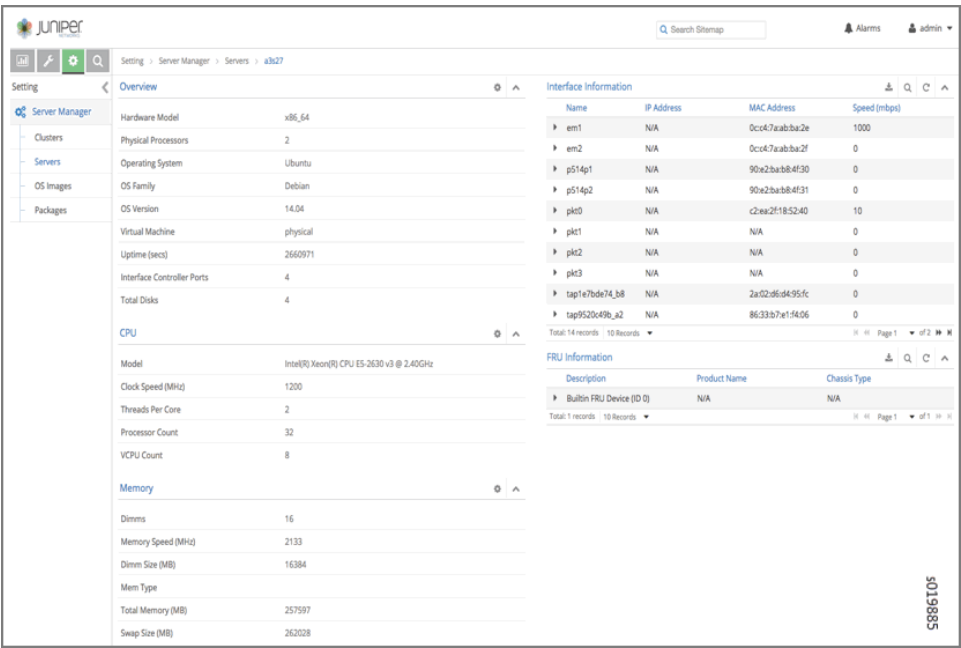 JUNIPEr
NETWORKS
Search Sitemap
Alarms
admin
Setting > Server Manager > Servers > a3s27
Setting
Server Manager
Clusters
Servers
OS Images
Packages
Overview
Hardware Model x86_64
Physical Processors 2
Operating System Ubuntu
OS Family Debian
OS Version 14.04
Virtual Machine physical
Uptime (secs) 2660971
Interface Controller Ports 4
Total Disks 4
CPU
Model Intel(R) Xeon(R) CPU E5-2630 v3 @ 2.40GHz
Clock Speed (MHz) 1200
Threads Per Core 2
Processor Count 32
VCPU Count 8
Memory
Dimms 16
Memory Speed (MHz) 2133
Dimm Size (MB) 16384
Mem Type
Total Memory (MB) 257597
Swap Size (MB) 262028
Interface Information
Name IP Address MAC Address Speed (mbps)
em1 N/A 0c:c4:7a:ab:ba:2e 1000
em2 N/A 0c:c4:7a:ab:ba:2f 0
p514p1 N/A 90:e2:ba:b8:4f:30 0
p514p2 N/A 90:e2:ba:b8:4f:31 0
pkt0 N/A c2:ea:2f:18:52:40 10
pkt1 N/A N/A 0
pkt2 N/A N/A 0
pkt3 N/A N/A 0
tap1e7bde74_b8 N/A 2a:02:d6:d4:95:fc 0
tap9520c49b_a2 N/A 86:33:b7:e1:f4:06 0
Total: 14 records 10 Records Page 1 of 2
FRU Information
Description Product Name Chassis Type
Builtin FRU Device (ID 0) N/A N/A
Total: 1 records 10 Records Page 1 of 1
s019885